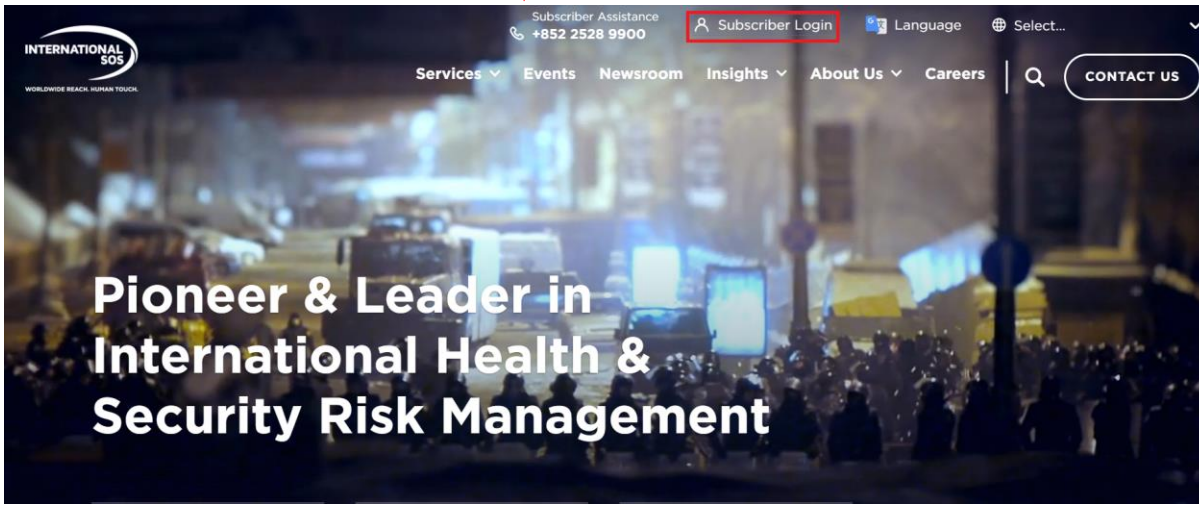 Subscriber Assistance
+852 2528 9900
Subscriber Login
Language
Select...
INTERNATIONAL
SOS
WORLDWIDE REACH. HUMAN TOUCH.
Services
Events
Newsroom
Insights
About Us
Careers
CONTACT US
Pioneer & Leader in
International Health &
Security Risk Management